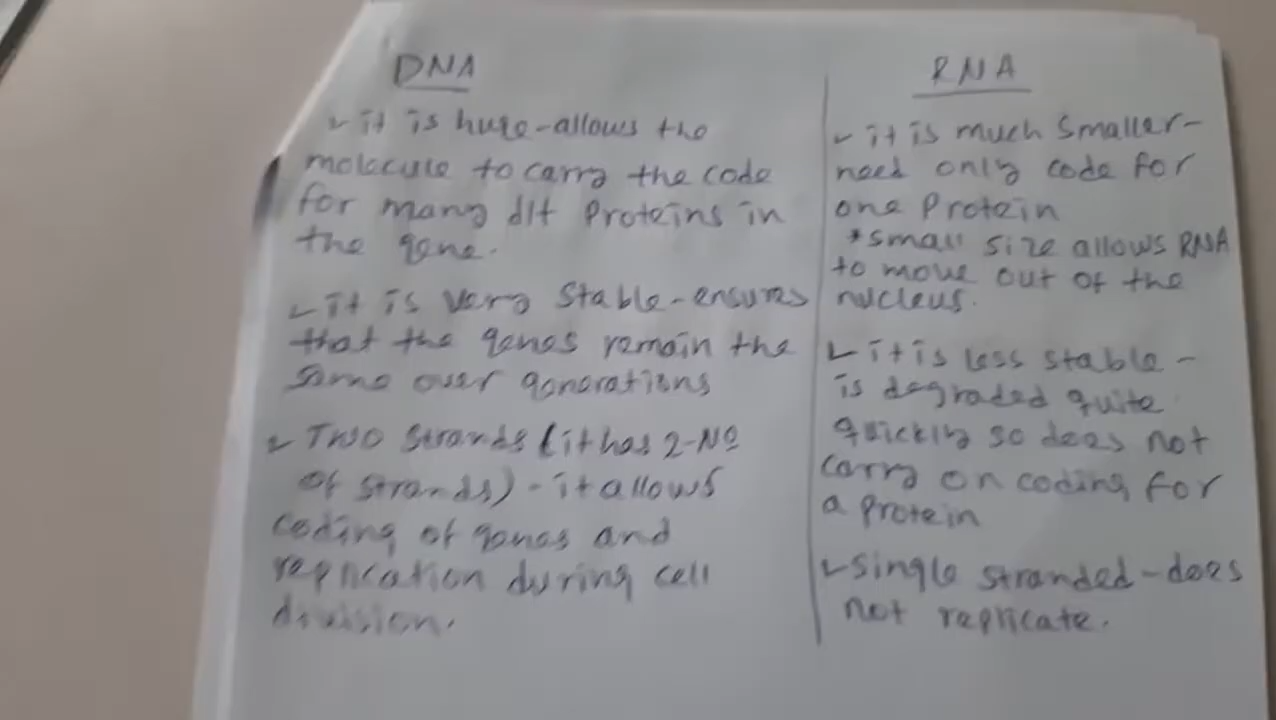 DNA
✓ it is huge-allows the
molecule to carry the code
for many dlt Proteins in
the gene.
✓ it is very Stable-ensures
that the genes remain the
same over generations
✓ Two Strands (it has 2-No
of strands) - it allows
coding of genes and
replication during cell
division.
RNA
✓ it is much Smaller-
need only code for
one Protein
*Small size allows RNA
to move out of the
nucleus.
✓ it is less stable -
is degraded quite
quickly so does not
carry on coding for
a protein
✓ Single stranded-does
not replicate.